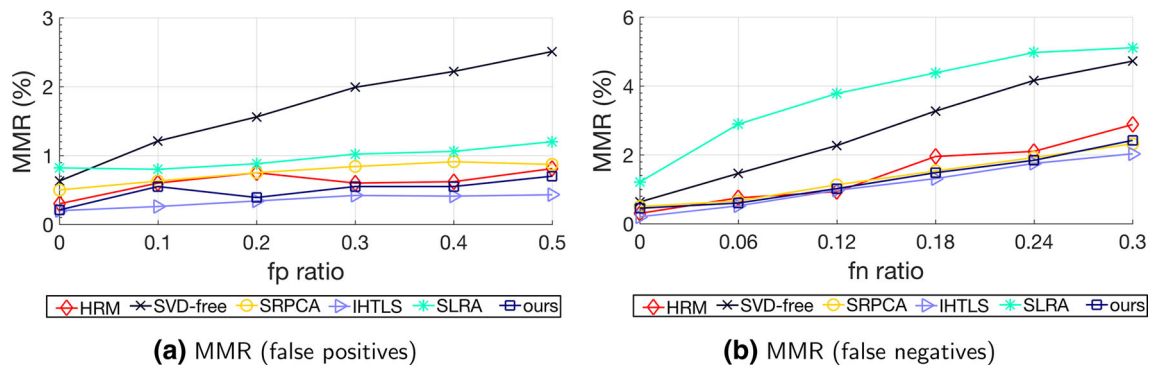 3
2
1
0
MMR (%)
0 0.1 0.2 0.3 0.4 0.5
fp ratio
HRM SVD-free SRPCA IHTLS SLRA ours
(a) MMR (false positives)
6
4
2
0
MMR (%)
0 0.06 0.12 0.18 0.24 0.3
fn ratio
HRM SVD-free SRPCA IHTLS SLRA ours
(b) MMR (false negatives)